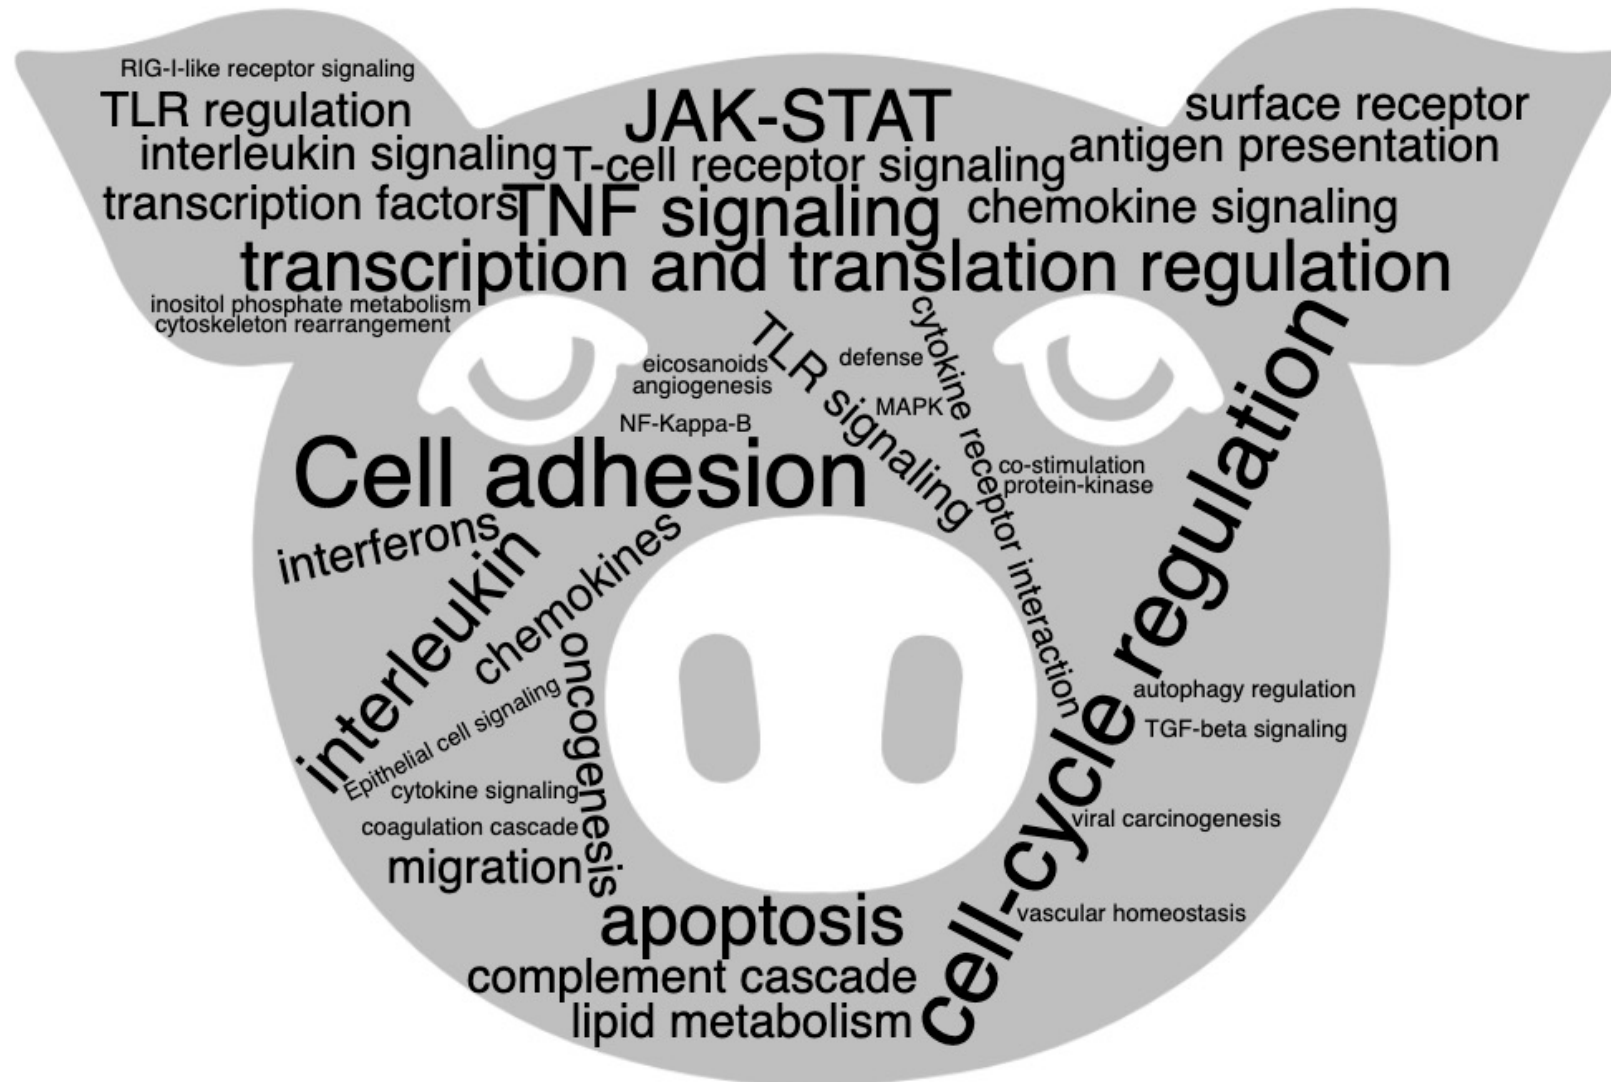 RIG-I-like receptor signaling
TLR regulation
interleukin signaling
transcription factors
JAK-STAT
T-cell receptor signaling
TNF signaling
surface receptor
antigen presentation
chemokine signaling
transcription and translation regulation
inositol phosphate metabolism
cytoskeleton rearrangement
eicosanoids
angiogenesis
NF-Kappa-B
TLR signaling
defense
MAPK
cytokine receptor interaction
co-stimulation
protein-kinase
Cell adhesion
interferons
interleukin
chemokines
oncogenesis
Epithelial cell signaling
cytokine signaling
coagulation cascade
migration
apoptosis
complement cascade
lipid metabolism
cell-cycle regulation
autophagy regulation
TGF-beta signaling
viral carcinogenesis
vascular homeostasis